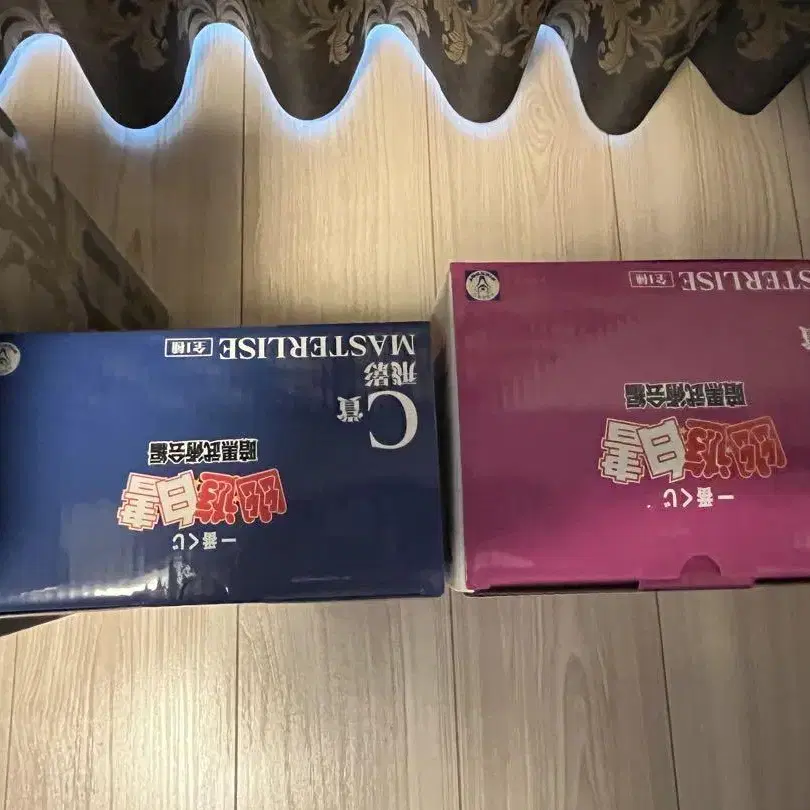 一番くじ
幽遊白書
暗黒武術会編
C賞
飛影
MASTERLISE 全1種
一番くじ
幽遊白書
暗黒武術会編
賞
STERLISE 全1種